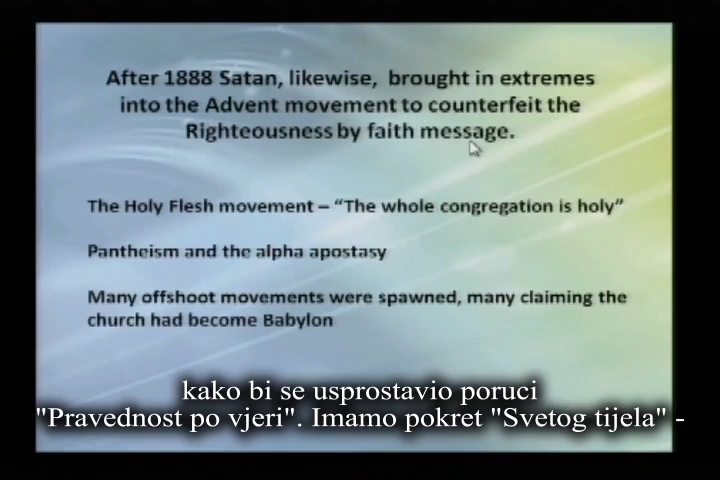 After 1888 Satan, likewise,  brought in extremes
into the Advent movement to counterfeit the
Righteousness by faith message.
The Holy Flesh movement – “The whole congregation is holy”
Pantheism and the alpha apostasy
Many offshoot movements were spawned, many claiming the
church had become Babylon
kako bi se usprostavio poruci
"Pravednost po vjeri". Imamo pokret "Svetog tijela" -